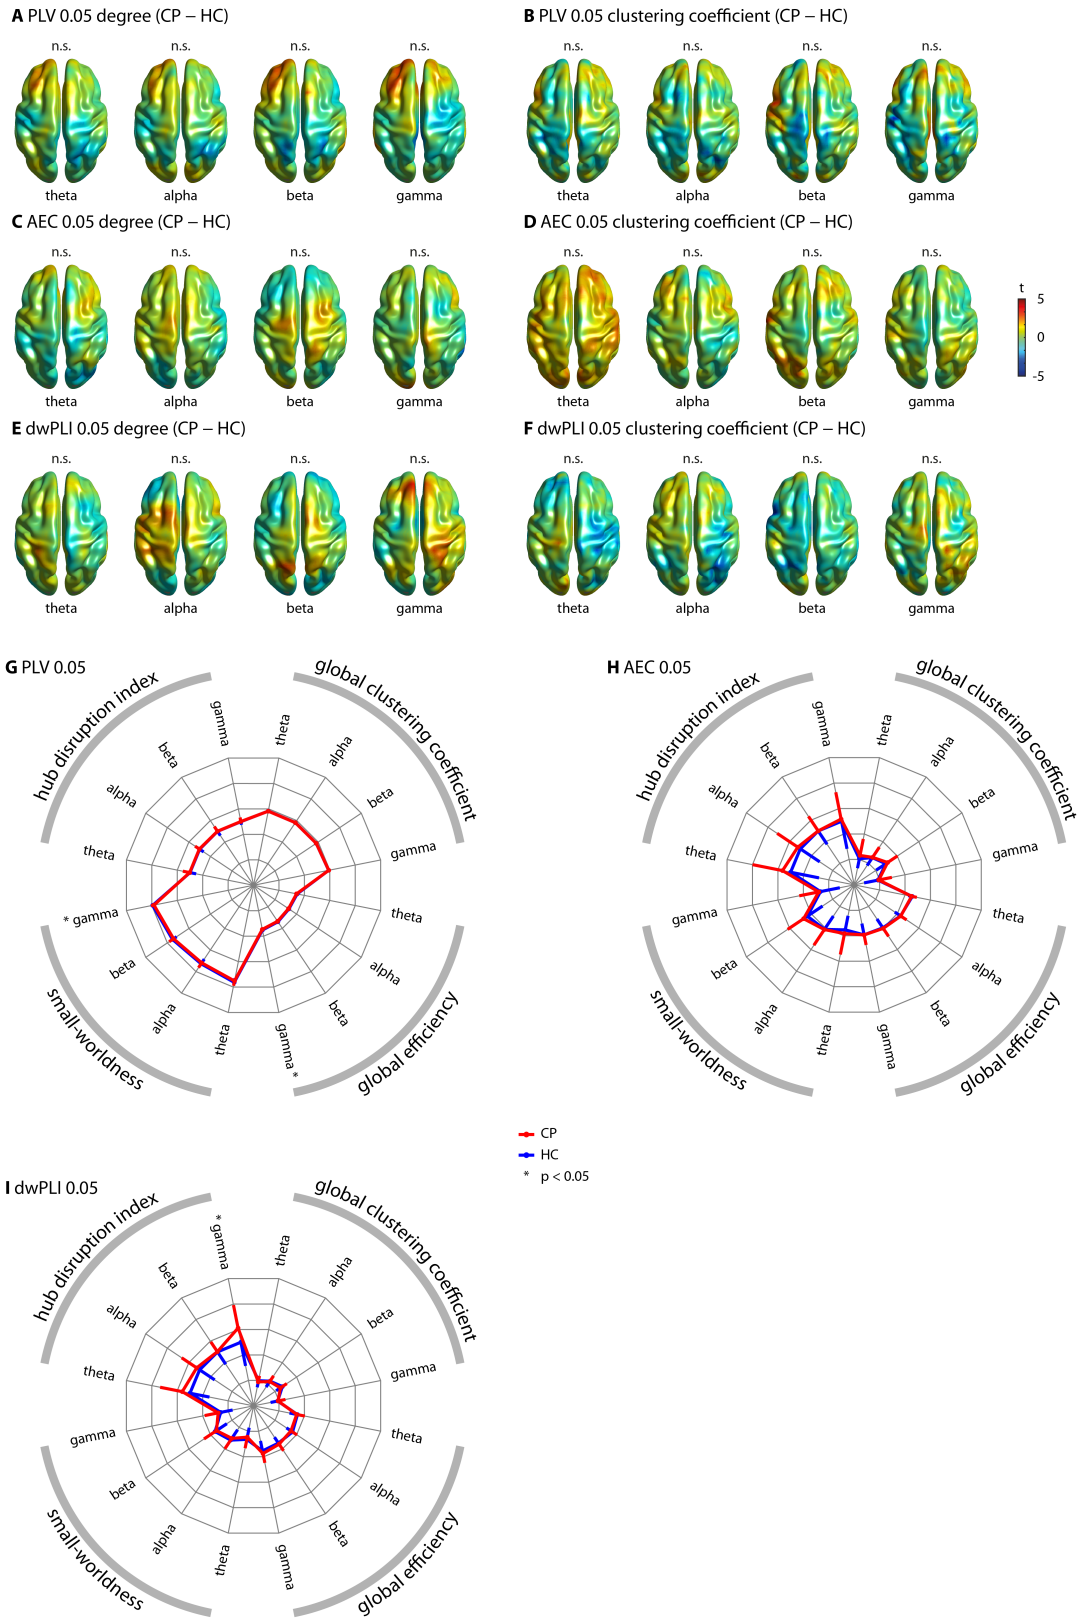 A PLV 0.05 degree (CP − HC)
n.s. n.s. n.s. n.s.
theta alpha beta gamma
B PLV 0.05 clustering coefficient (CP − HC)
n.s. n.s. n.s. n.s.
theta alpha beta gamma
C AEC 0.05 degree (CP − HC)
n.s. n.s. n.s. n.s.
theta alpha beta gamma
D AEC 0.05 clustering coefficient (CP − HC)
n.s. n.s. n.s. n.s.
theta alpha beta gamma
t
5
0
-5
E dwPLI 0.05 degree (CP − HC)
n.s. n.s. n.s. n.s.
theta alpha beta gamma
F dwPLI 0.05 clustering coefficient (CP − HC)
n.s. n.s. n.s. n.s.
theta alpha beta gamma
G PLV 0.05
hub disruption index
theta
alpha
beta
gamma
global clustering coefficient
theta
alpha
beta
gamma
global efficiency
theta
alpha
beta
gamma *
small-worldness
theta
alpha
beta
* gamma
H AEC 0.05
hub disruption index
theta
alpha
beta
gamma
global clustering coefficient
theta
alpha
beta
gamma
global efficiency
theta
alpha
beta
gamma
small-worldness
theta
alpha
beta
gamma
CP
HC
* p < 0.05
I dwPLI 0.05
hub disruption index
theta
alpha
beta
* gamma
global clustering coefficient
theta
alpha
beta
gamma
global efficiency
theta
alpha
beta
gamma
small-worldness
theta
alpha
beta
gamma